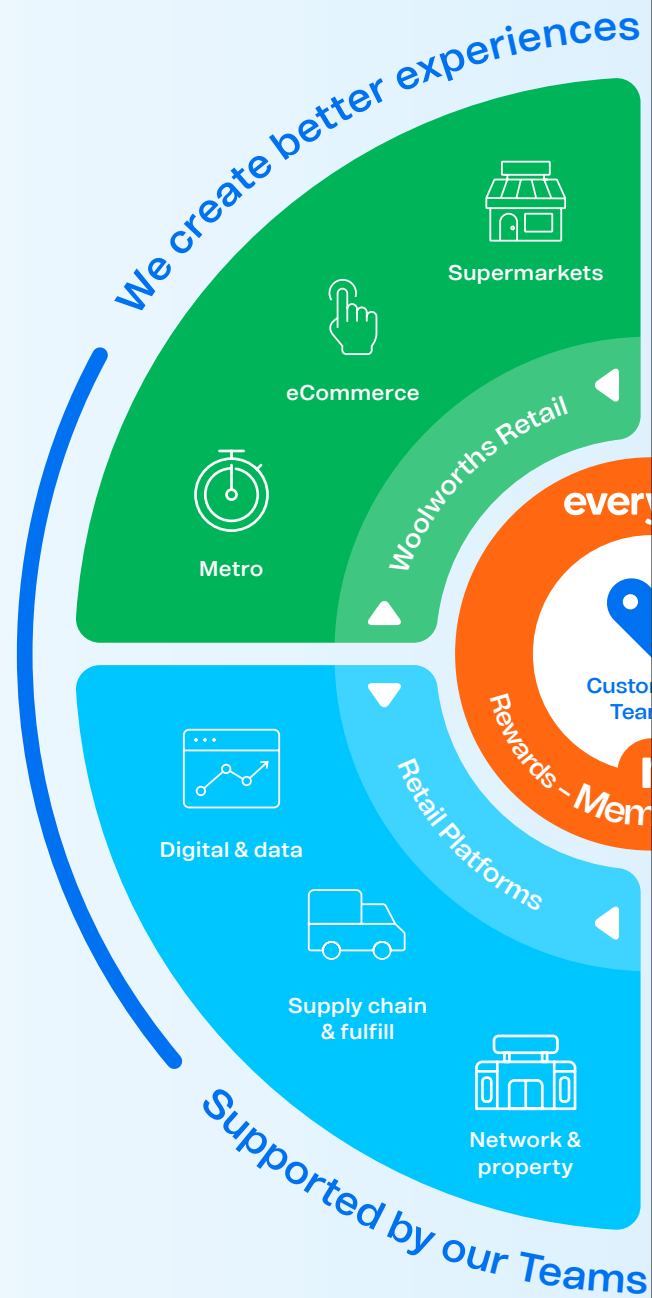 We create better experiences
Supermarkets
eCommerce
Metro
Woolworths Retail
Rewards –
Retail Platforms
Digital & data
Supply chain
& fulfill
Network &
property
Supported by our Teams